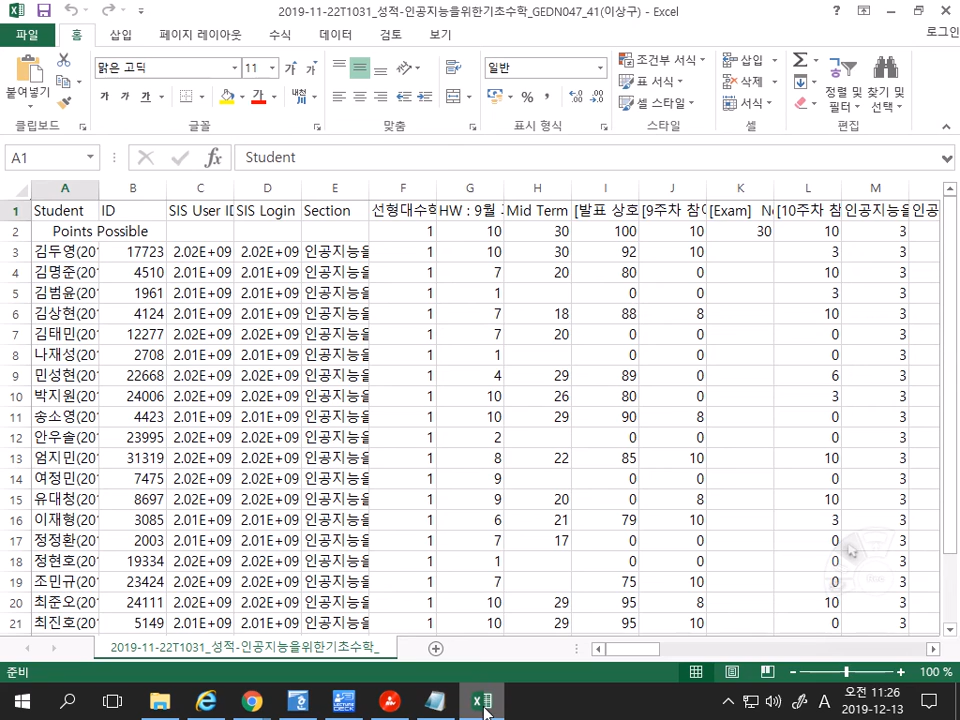 2019-11-22T1031_성적-인공지능을위한기초수학_GEDN047_41(이상구) - Excel
파일 홈 삽입 페이지 레이아웃 수식 데이터 검토 보기 로그인
맑은 고딕 11 일반 조건부 서식 삽입
붙여넣기 가 가 가 내천 표 서식 삭제 정렬 및 찾기 및
셀 스타일 서식 필터 선택
클립보드 글꼴 맞춤 표시 형식 스타일 셀 편집
A1 fx Student
A B C D E F G H I J K L M
1 Student ID SIS User ID SIS Login Section 선형대수학 HW : 9월 Mid Term [발표 상호 [9주차 참여 [Exam] [10주차 참 인공지능을 인공
2 Points Possible 1 10 30 100 10 30 10 3
3 김두영(20 17723 2.02E+09 2.02E+09 인공지능을 1 10 30 92 10 3 3
4 김명준(20 4510 2.01E+09 2.01E+09 인공지능을 1 7 20 80 0 10 3
5 김범윤(20 1961 2.01E+09 2.01E+09 인공지능을 1 1 0 0 3 3
6 김상현(20 4124 2.01E+09 2.01E+09 인공지능을 1 7 18 88 8 10 3
7 김태민(20 12277 2.02E+09 2.02E+09 인공지능을 1 7 20 0 0 0 3
8 나재성(20 2708 2.01E+09 2.01E+09 인공지능을 1 1 0 0 0 3
9 민성현(20 22668 2.02E+09 2.02E+09 인공지능을 1 4 29 89 0 6 3
10 박지원(20 24006 2.02E+09 2.02E+09 인공지능을 1 10 26 80 0 3 3
11 송소영(20 4423 2.01E+09 2.01E+09 인공지능을 1 10 29 90 8 0 3
12 안우솔(20 23995 2.02E+09 2.02E+09 인공지능을 1 2 0 0 0 3
13 엄지민(20 31319 2.02E+09 2.02E+09 인공지능을 1 8 22 85 10 10 3
14 여정민(20 7475 2.02E+09 2.02E+09 인공지능을 1 9 0 0 0 3
15 유대청(20 8697 2.02E+09 2.02E+09 인공지능을 1 9 20 0 8 10 3
16 이재형(20 3085 2.01E+09 2.01E+09 인공지능을 1 6 21 79 10 3 3
17 정정환(20 2003 2.01E+09 2.01E+09 인공지능을 1 7 17 0 0 0 3
18 정현호(20 19334 2.02E+09 2.02E+09 인공지능을 1 1 0 0 0 3
19 조민규(20 23424 2.02E+09 2.02E+09 인공지능을 1 7 75 10 0 3
20 최준오(20 24111 2.02E+09 2.02E+09 인공지능을 1 10 29 95 8 10 3
21 최진호(20 5149 2.01E+09 2.01E+09 인공지능을 1 10 29 95 10 0 3
2019-11-22T1031_성적-인공지능을위한기초수학_
준비 100 %
LECTURE CHECK A 오전 11:26
2019-12-13